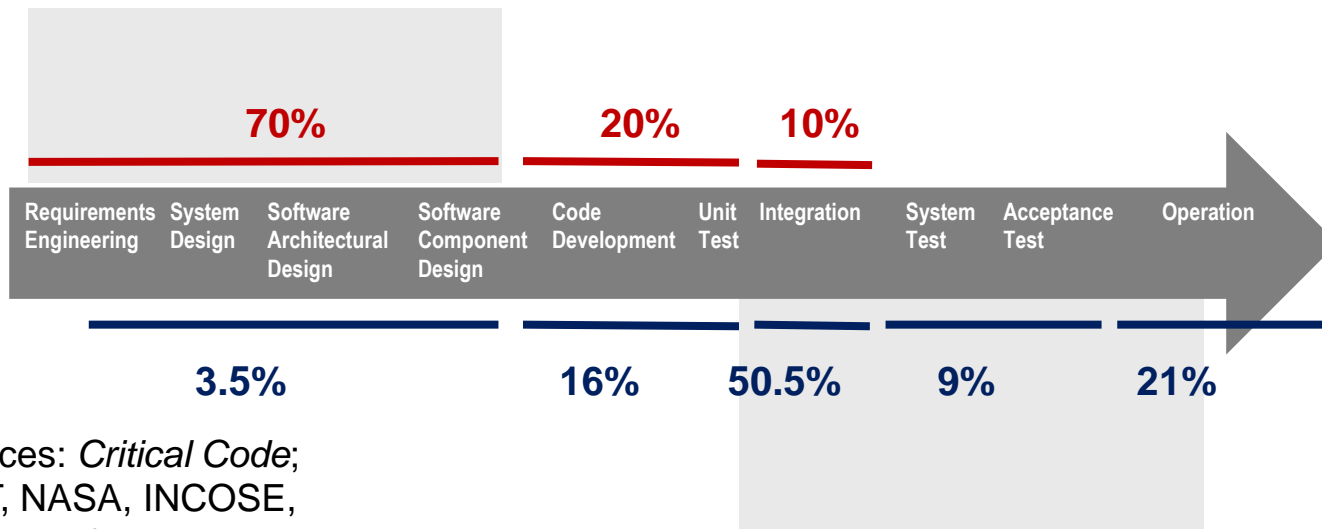 70% 20% 10%
Requirements Engineering
System Design
Software Architectural Design
Software Component Design
Code Development
Unit Test
Integration
System Test
Acceptance Test
Operation
3.5% 16% 50.5% 9% 21%
ces: Critical Code;
, NASA, INCOSE,